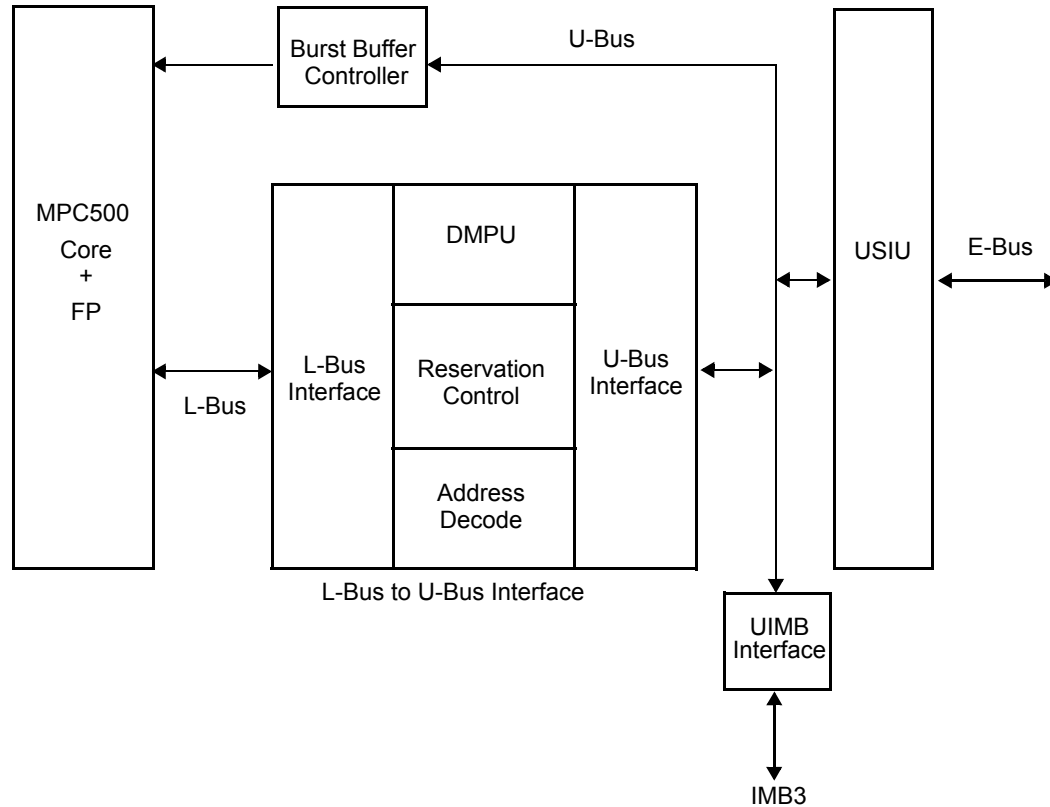 U-Bus
Burst Buffer
Controller
MPC500
Core
+
FP
DMPU
USIU
E-Bus
L-Bus
Interface
Reservation
Control
U-Bus
Interface
L-Bus
Address
Decode
L-Bus to U-Bus Interface
UIMB
Interface
IMB3